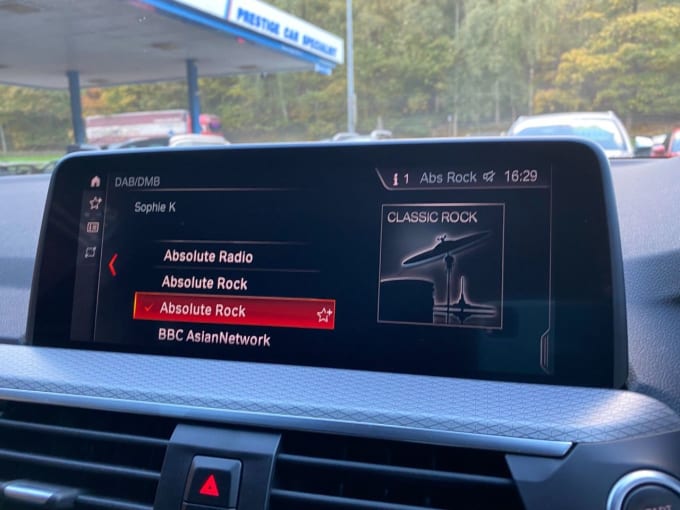 PRESTIGE CAR SPECIALIST
DAB/DMB
1 Abs Rock 16:29
Sophie K
CLASSIC ROCK
Absolute Radio
Absolute Rock
Absolute Rock
BBC AsianNetwork
START